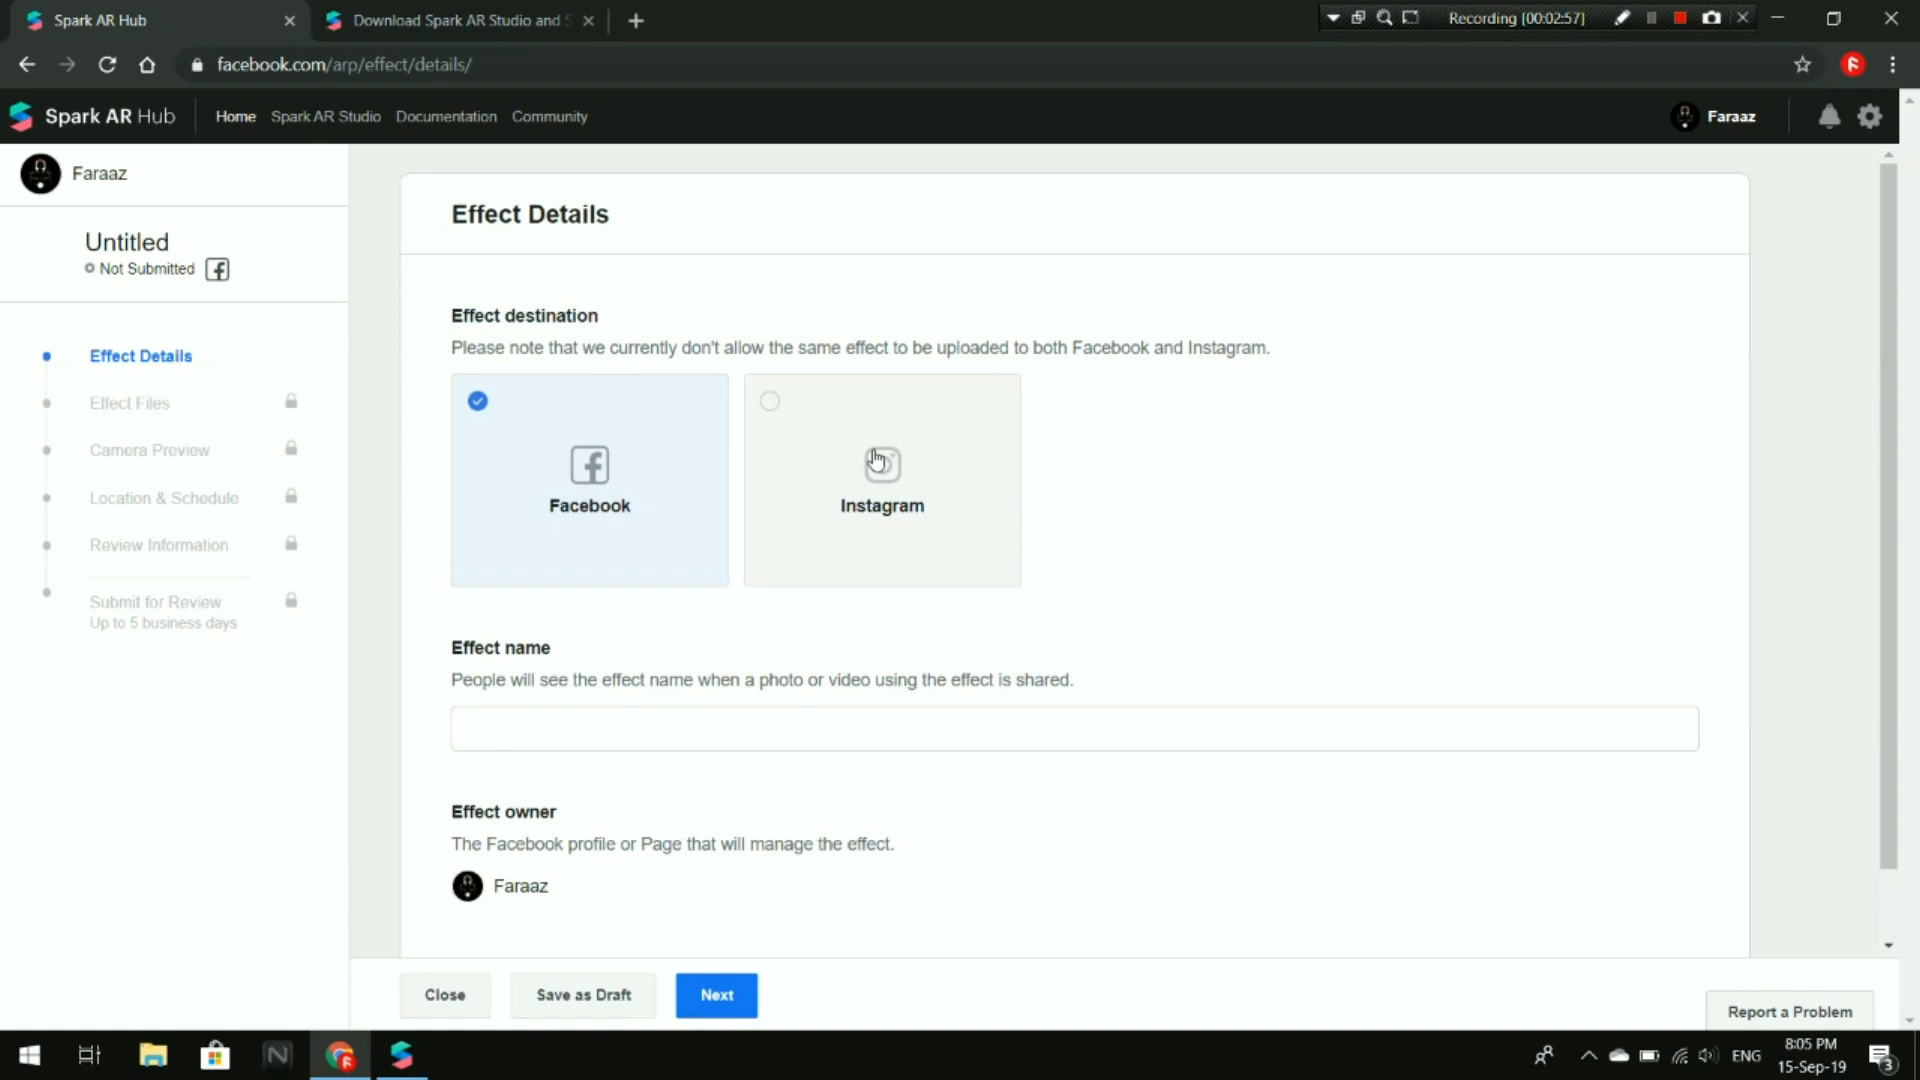 Spark AR Hub
Download Spark AR Studio and S
Recording [00:02:57]
facebook.com/arp/effect/details/
Spark AR Hub
Home
Spark AR Studio
Documentation
Community
Faraaz
Faraaz
Untitled
Not Submitted
Effect Details
Effect Files
Camera Preview
Location & Schedule
Review Information
Submit for Review
Up to 5 business days
Effect Details
Effect destination
Please note that we currently don't allow the same effect to be uploaded to both Facebook and Instagram.
Facebook
Instagram
Effect name
People will see the effect name when a photo or video using the effect is shared.
Effect owner
The Facebook profile or Page that will manage the effect.
Faraaz
Close
Save as Draft
Next
Report a Problem
ENG
8:05 PM
15-Sep-19
3